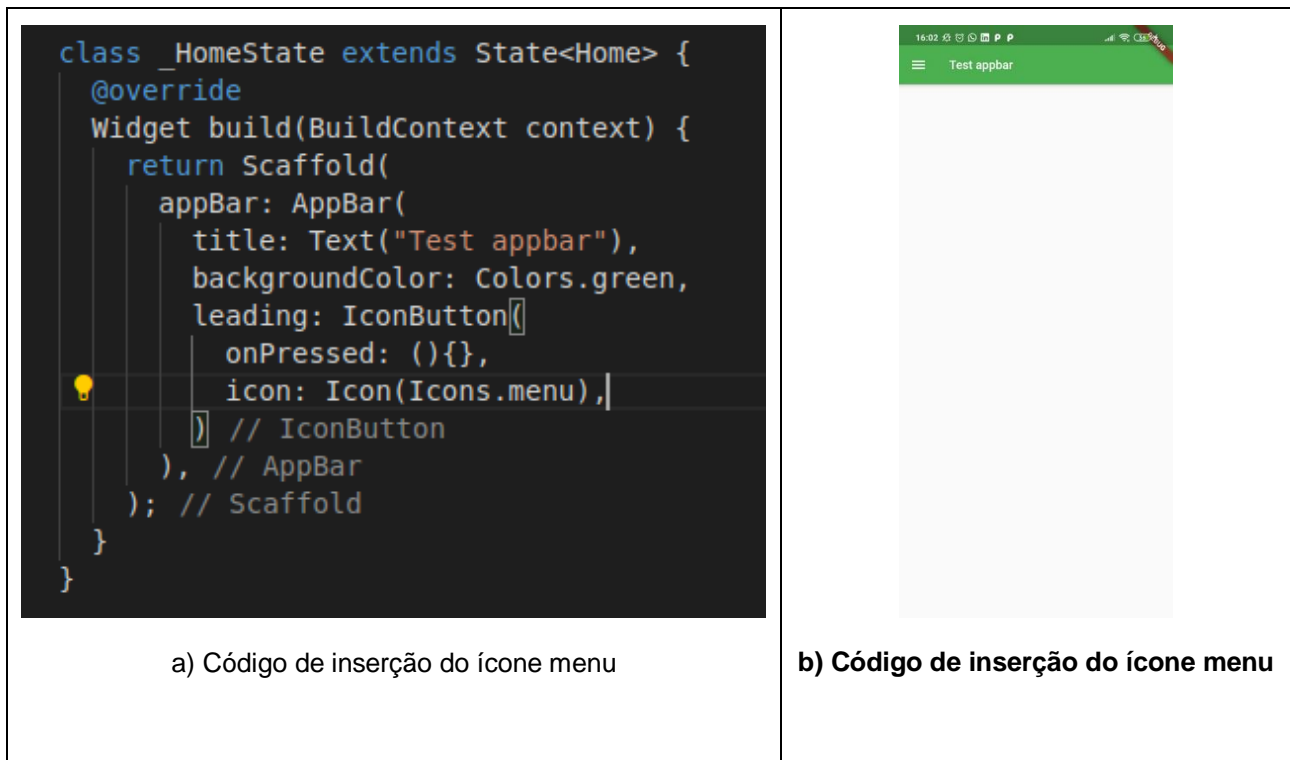 class _HomeState extends State<Home> {
@override
Widget build(BuildContext context) {
return Scaffold(
appBar: AppBar(
title: Text("Test appbar"),
backgroundColor: Colors.green,
leading: IconButton(
onPressed: (){},
icon: Icon(Icons.menu),
) // IconButton
), // AppBar
); // Scaffold
}
}
a) Código de inserção do ícone menu
16:02
Test appbar
b) Código de inserção do ícone menu